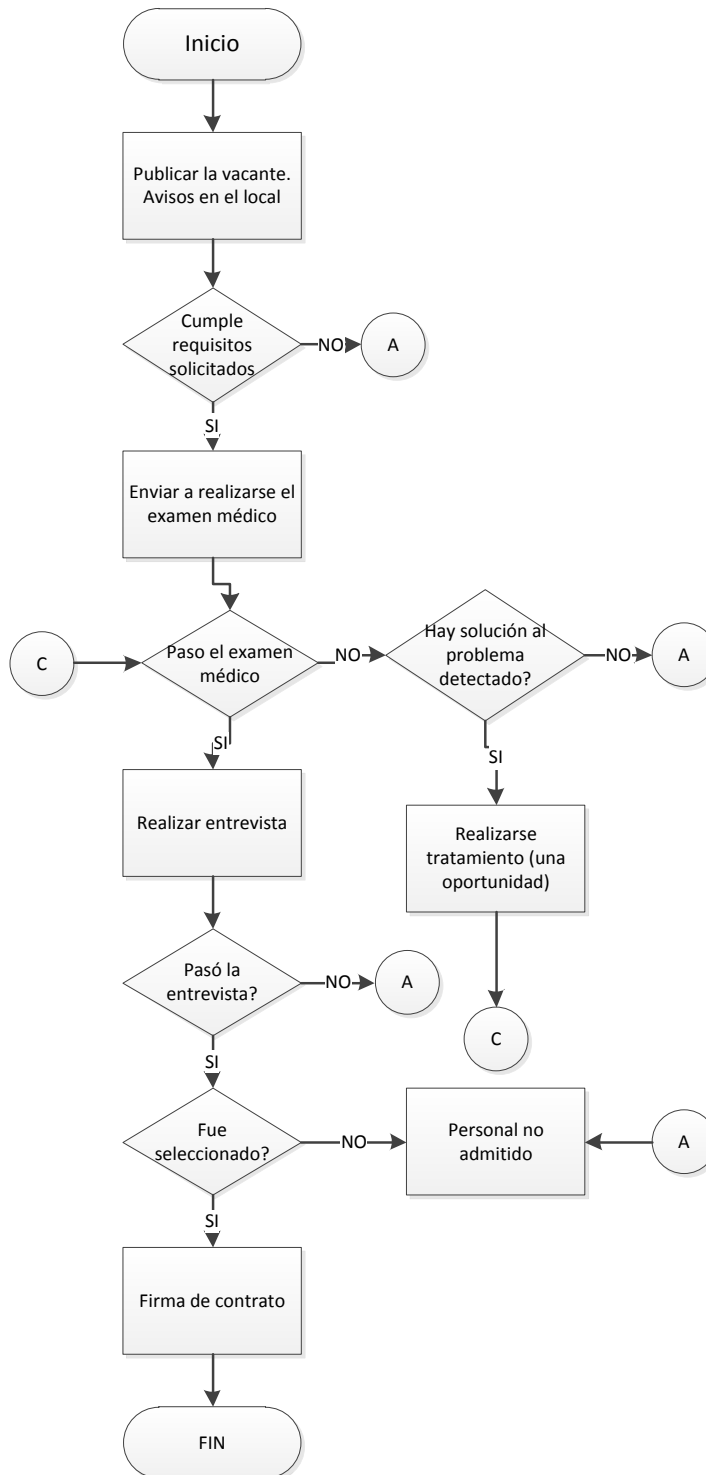 Inicio
Publicar la vacante.
Avisos en el local
Cumple
requisitos
solicitados
NO
A
SI
Enviar a realizarse el
examen médico
C
Paso el examen
médico
NO
Hay solución al
problema
detectado?
NO
A
SI
SI
Realizar entrevista
Realizarse
tratamiento (una
oportunidad)
Pasó la
entrevista?
NO
A
C
SI
Fue
seleccionado?
NO
Personal no
admitido
A
SI
Firma de contrato
FIN